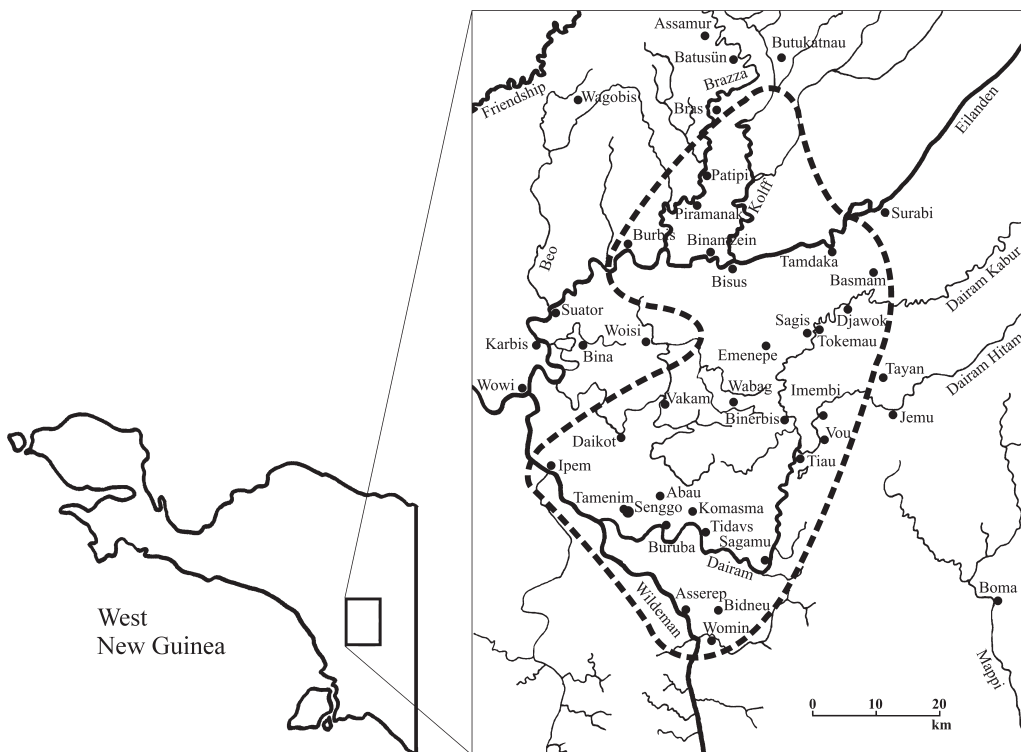 Assamur
Butukatnau
Batusün
Brazza
Friendship
Wagobis
Bras
Eilanden
Patipi
Kolff
Piramanak
Surabi
Burbis
Binamzein
Beo
Tamdaka
Bisus
Basmam
Dairam Kabur
Suator
Woisi
Sagis
Djawok
Karbis
Bina
Tokemau
Emenepe
Dairam Hitam
Tayan
Wowi
Wabag
Imembi
Vakam
Binerbis
Jemu
Daikot
Vou
Ipem
Tiau
Tamenim
Abau
Senggo
Komasma
Tidavs
Buruba
Sagamu
Dairam
Wildeman
Asserep
Bidneu
Boma
Womin
Mappi
West
New Guinea
0 10 20
km